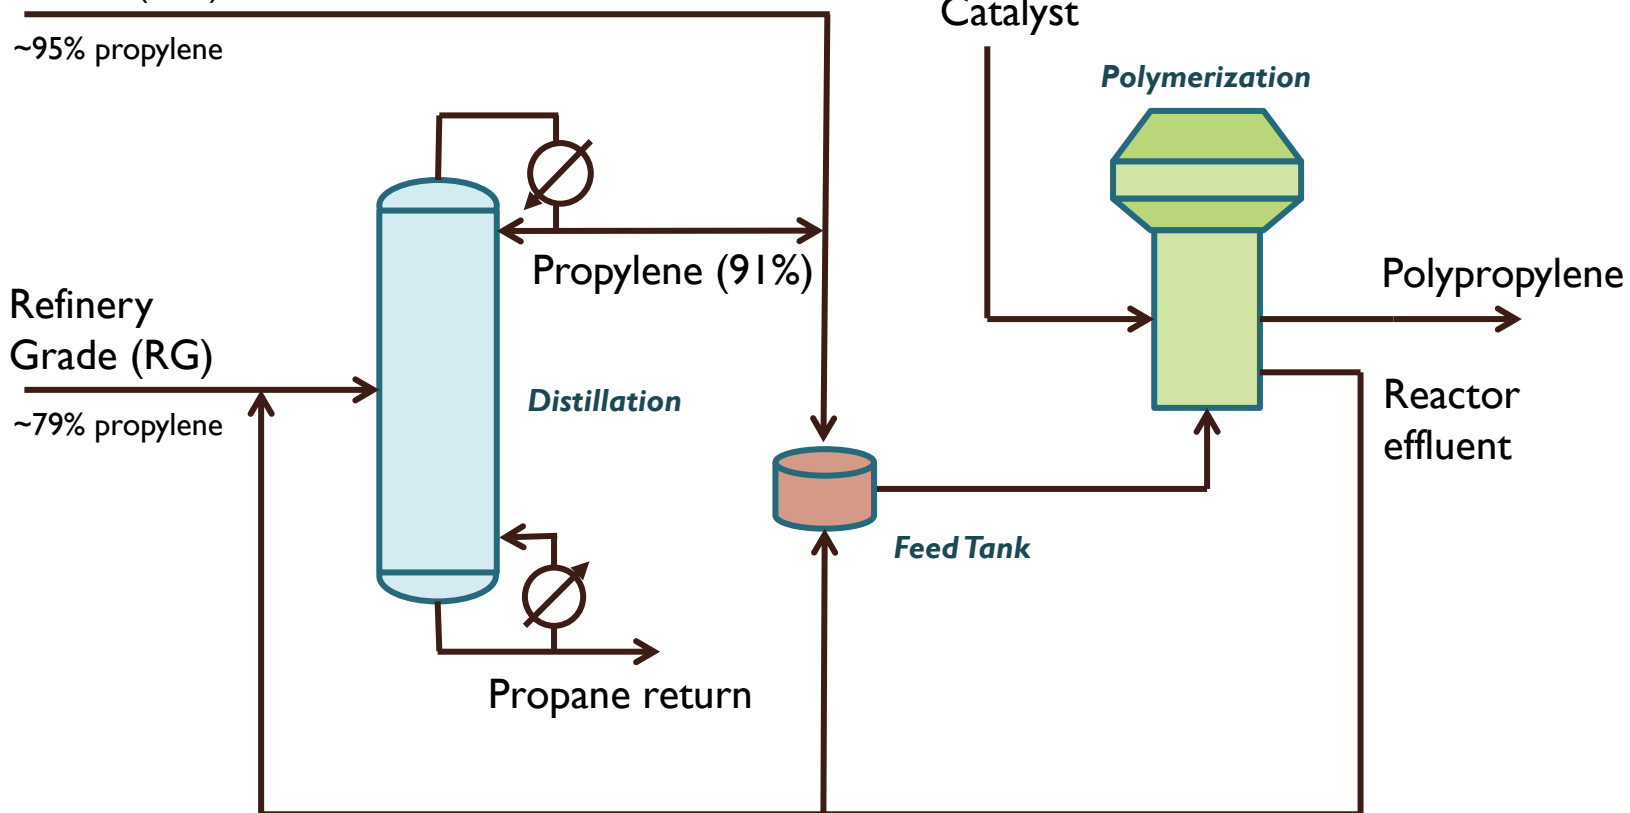 Catalyst
~95% propylene
Polymerization
Propylene (91%)
Polypropylene
Refinery
Grade (RG)
~79% propylene
Distillation
Reactor
effluent
Feed Tank
Propane return